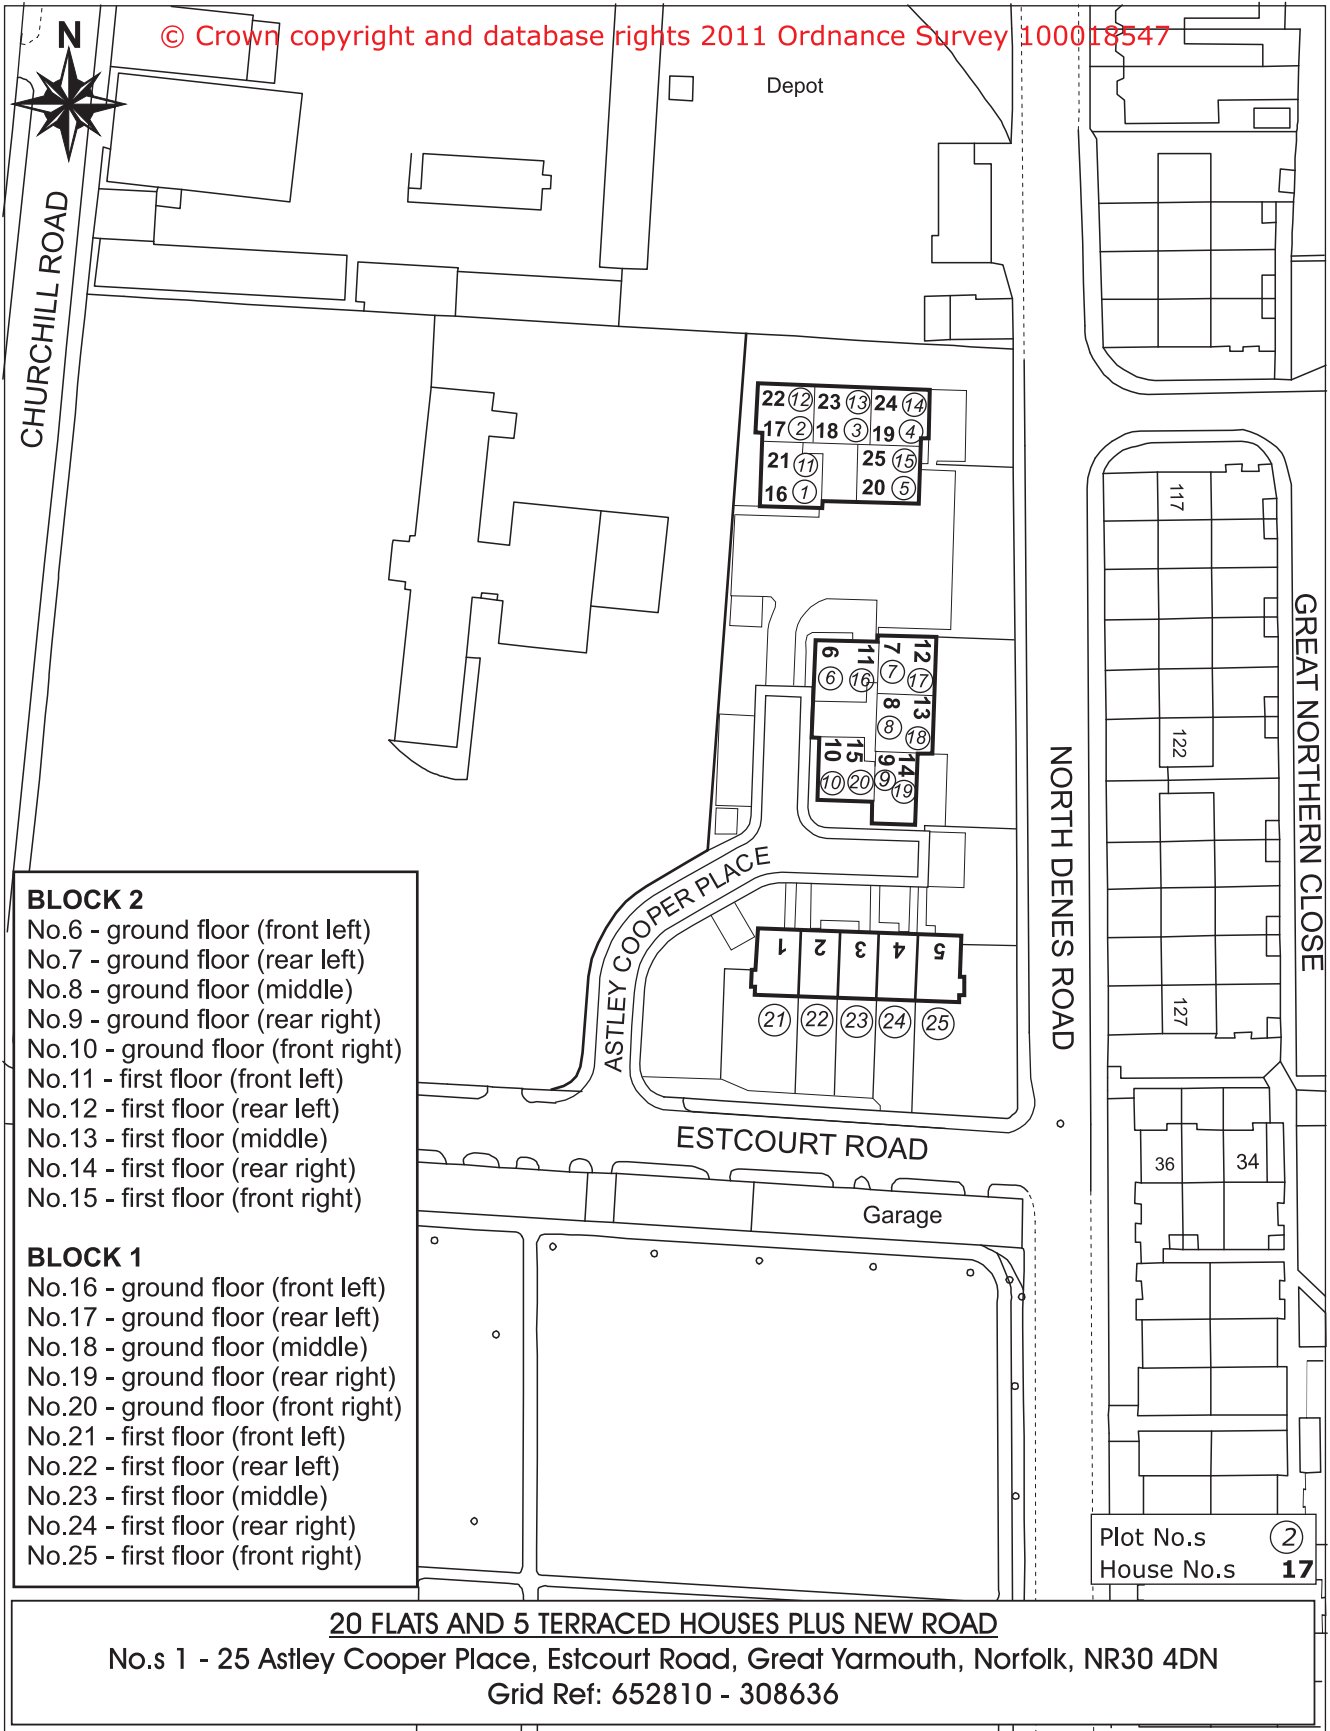 © Crown copyright and database rights 2011 Ordnance Survey 100018547
N
Depot
CHURCHILL ROAD
22 12 23 13 24 14
17 2 18 3 19 4
21 11 25 15
16 1 20 5
117
6 11 7 12
6 16 7 17
8 13
8 18
10 15 9 14
10 20 9 19
122
GREAT NORTHERN CLOSE
NORTH DENES ROAD
ASTLEY COOPER PLACE
1 2 3 4 5
21 22 23 24 25
127
ESTCOURT ROAD
36 34
Garage
BLOCK 2
No.6 - ground floor (front left)
No.7 - ground floor (rear left)
No.8 - ground floor (middle)
No.9 - ground floor (rear right)
No.10 - ground floor (front right)
No.11 - first floor (front left)
No.12 - first floor (rear left)
No.13 - first floor (middle)
No.14 - first floor (rear right)
No.15 - first floor (front right)
BLOCK 1
No.16 - ground floor (front left)
No.17 - ground floor (rear left)
No.18 - ground floor (middle)
No.19 - ground floor (rear right)
No.20 - ground floor (front right)
No.21 - first floor (front left)
No.22 - first floor (rear left)
No.23 - first floor (middle)
No.24 - first floor (rear right)
No.25 - first floor (front right)
Plot No.s 2
House No.s 17
20 FLATS AND 5 TERRACED HOUSES PLUS NEW ROAD
No.s 1 - 25 Astley Cooper Place, Estcourt Road, Great Yarmouth, Norfolk, NR30 4DN
Grid Ref: 652810 - 308636